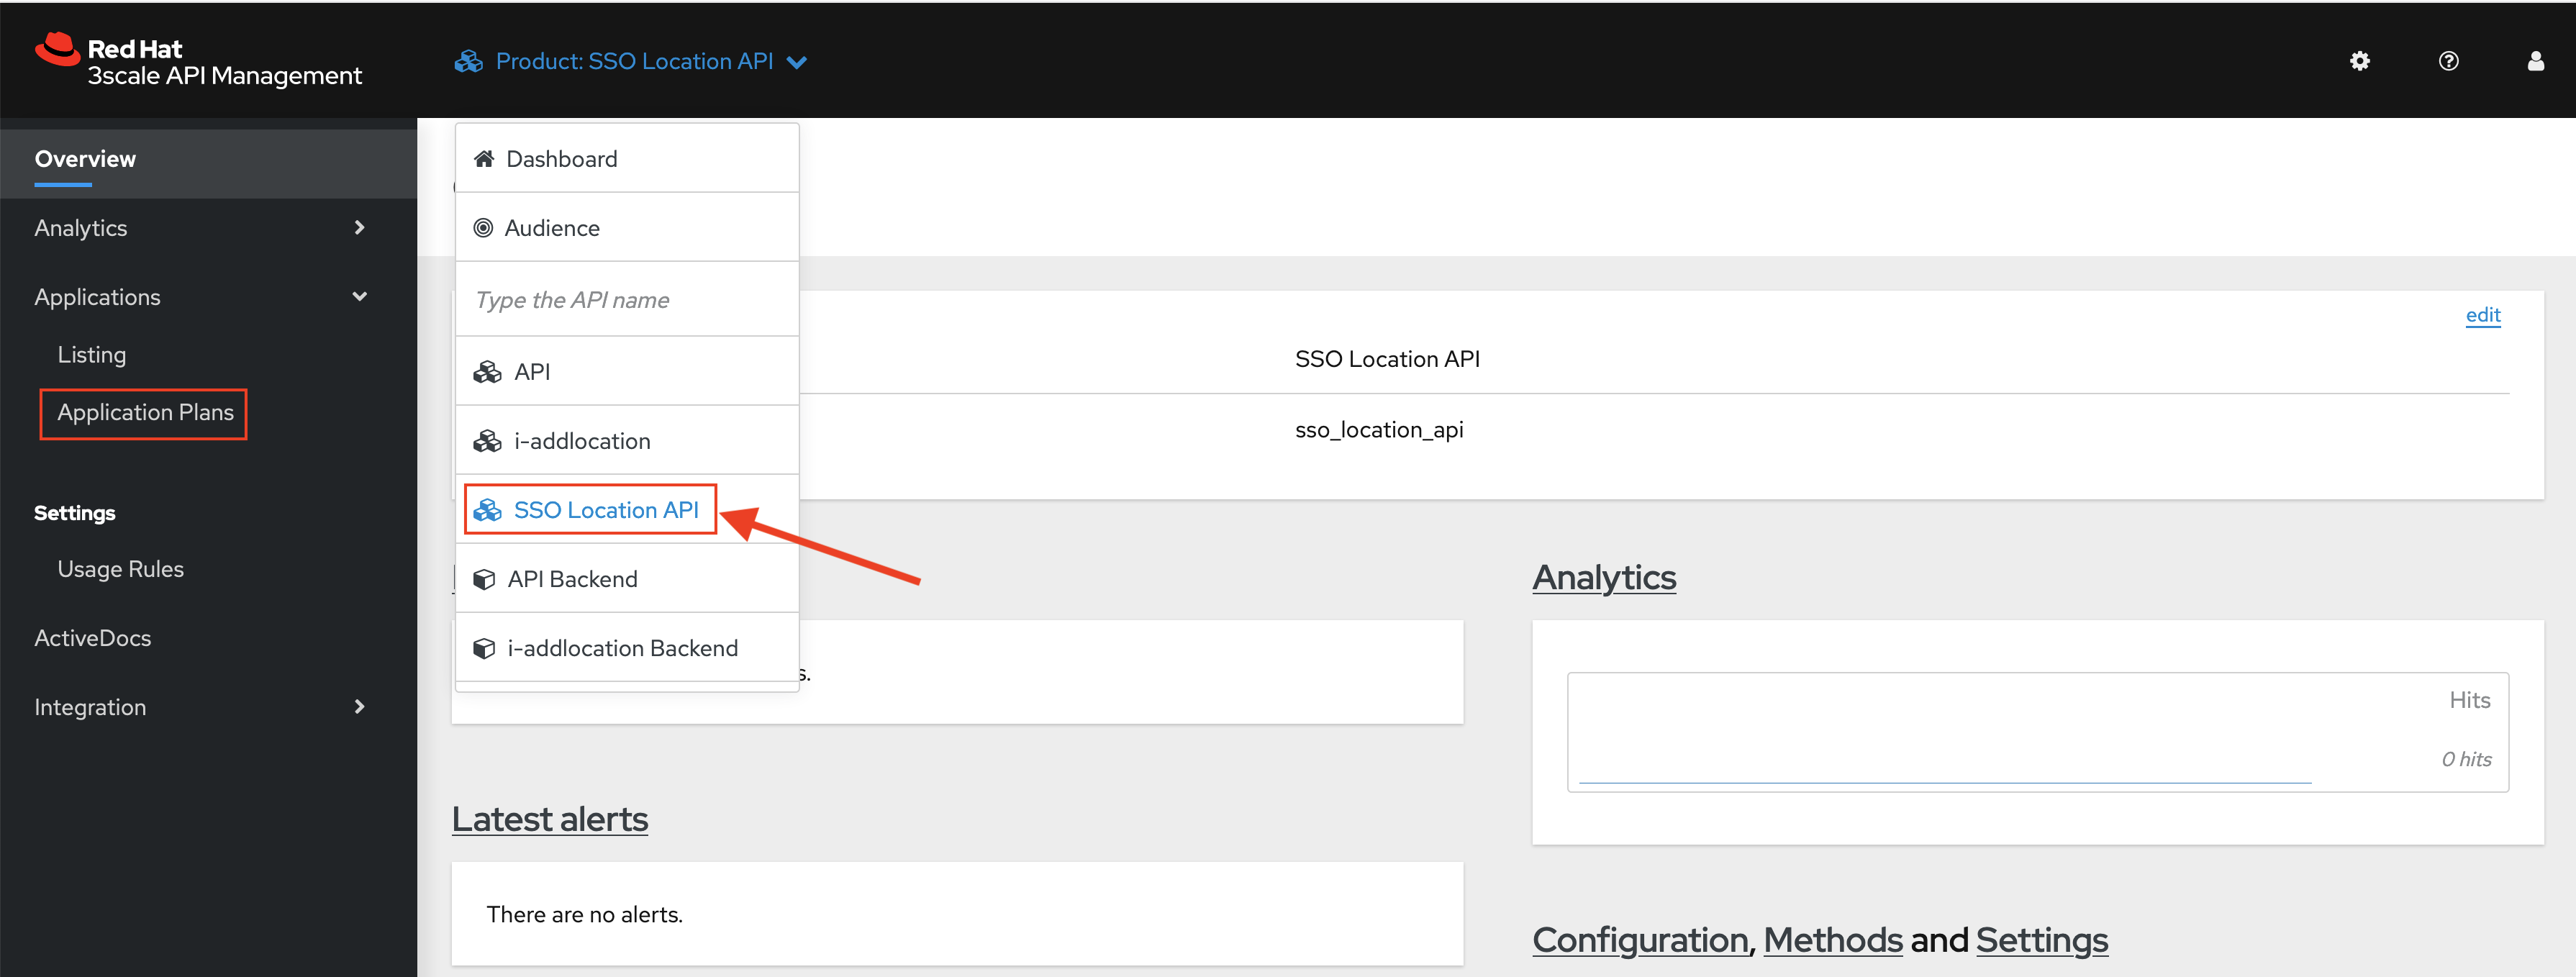 Red Hat
3scale API Management
Product: SSO Location API
Overview
Analytics
Applications
Listing
Application Plans
Settings
Usage Rules
ActiveDocs
Integration
Dashboard
Audience
Type the API name
API
i-addlocation
SSO Location API
API Backend
i-addlocation Backend
edit
SSO Location API
sso_location_api
s.
Latest alerts
There are no alerts.
Analytics
Hits
0 hits
Configuration, Methods and Settings